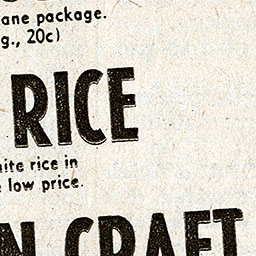 ane package.
g., 20c)
RICE
ite rice in
low price.
N CRAFT